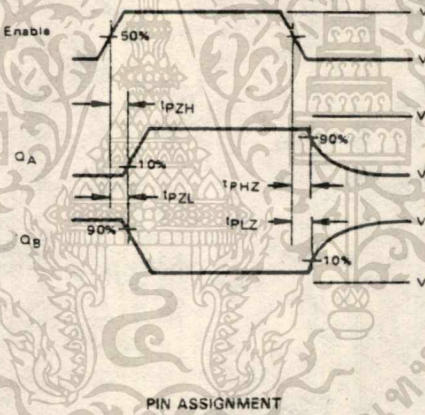 Enable
50%
V
V
V
tPZH
QA
10%
90%
tPHZ
V
tPZL
tPLZ
V
QB
90%
10%
V
PIN ASSIGNMENT